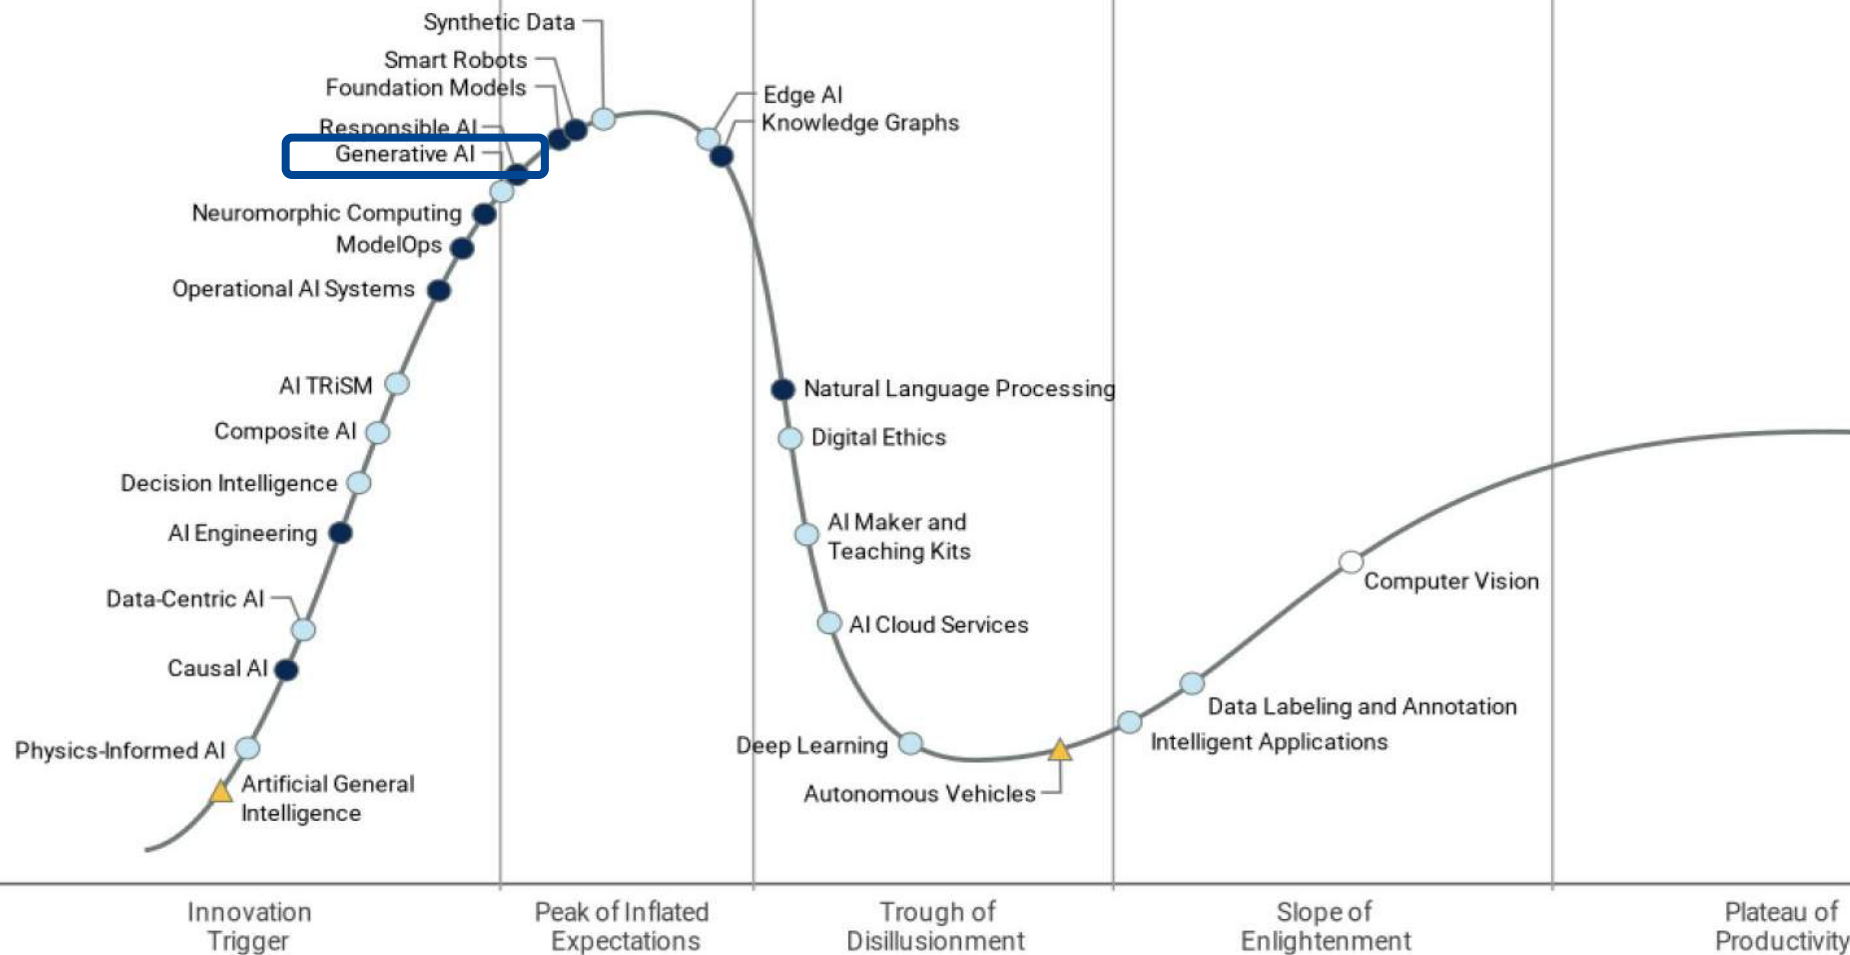 Synthetic Data
Smart Robots
Foundation Models
Edge AI
Knowledge Graphs
Responsible AI
Generative AI
Neuromorphic Computing
ModelOps
Operational AI Systems
AI TRiSM
Natural Language Processing
Composite AI
Digital Ethics
Decision Intelligence
AI Engineering
AI Maker and
Teaching Kits
Computer Vision
Data-Centric AI
AI Cloud Services
Causal AI
Data Labeling and Annotation
Physics-Informed AI
Deep Learning
Intelligent Applications
Artificial General
Intelligence
Autonomous Vehicles
Innovation
Trigger
Peak of Inflated
Expectations
Trough of
Disillusionment
Slope of
Enlightenment
Plateau of
Productivity